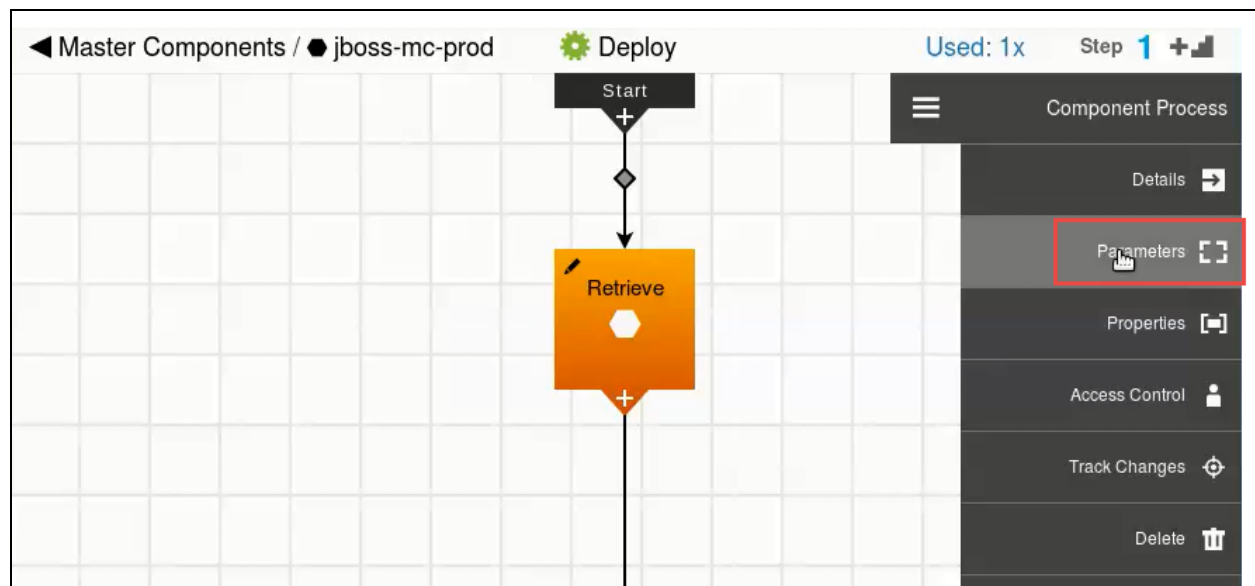 Master Components / jboss-mc-prod Deploy Used: 1x Step 1
Start
Component Process
Details
Parameters
Retrieve
Properties
Access Control
Track Changes
Delete